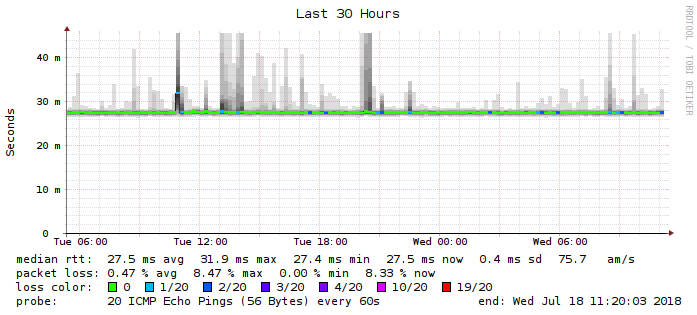 Last 30 Hours
RRDTOOL / TOBI OETIKER
Seconds
40 m
30 m
20 m
10 m
0
Tue 06:00 Tue 12:00 Tue 18:00 Wed 00:00 Wed 06:00
median rtt: 27.5 ms avg 31.9 ms max 27.4 ms min 27.5 ms now 0.4 ms sd 75.7 am/s
packet loss: 0.47 % avg 8.47 % max 0.00 % min 8.33 % now
loss color: 0 1/20 2/20 3/20 4/20 10/20 19/20
probe: 20 ICMP Echo Pings (56 Bytes) every 60s end: Wed Jul 18 11:20:03 2018